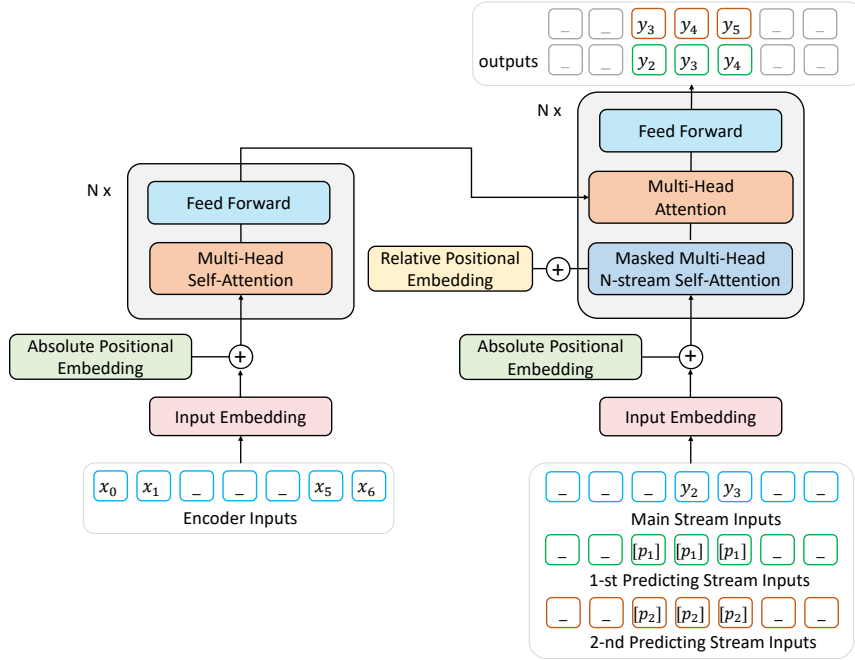 _ _ y₃ y₄ y₅ _ _
outputs
_ _ y₂ y₃ y₄ _ _
N x
Feed Forward
Multi-Head
Attention
Masked Multi-Head
N-stream Self-Attention
Relative Positional
Embedding
+
Absolute Positional
Embedding
+
Input Embedding
N x
Feed Forward
Multi-Head
Self-Attention
Absolute Positional
Embedding
+
Input Embedding
x₀ x₁ _ _ _ x₅ x₆
Encoder Inputs
_ _ _ y₂ y₃ _ _
Main Stream Inputs
_ _ [p₁] [p₁] [p₁] _ _
1-st Predicting Stream Inputs
_ _ [p₂] [p₂] [p₂] _ _
2-nd Predicting Stream Inputs